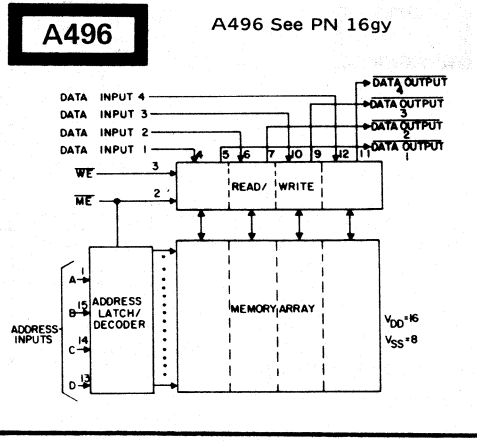 A496
A496 See PN 16gy
DATA INPUT 4
DATA INPUT 3
DATA INPUT 2
DATA INPUT 1
DATA OUTPUT
4
DATA OUTPUT
3
DATA OUTPUT
2
DATA OUTPUT
1
4 5 6 7 10 9 12 11
WE 3
READ/ WRITE
ME 2
ADDRESS
INPUTS
A 1
B 15
C 14
D 13
ADDRESS
LATCH/
DECODER
MEMORY ARRAY
VDD=16
VSS=8